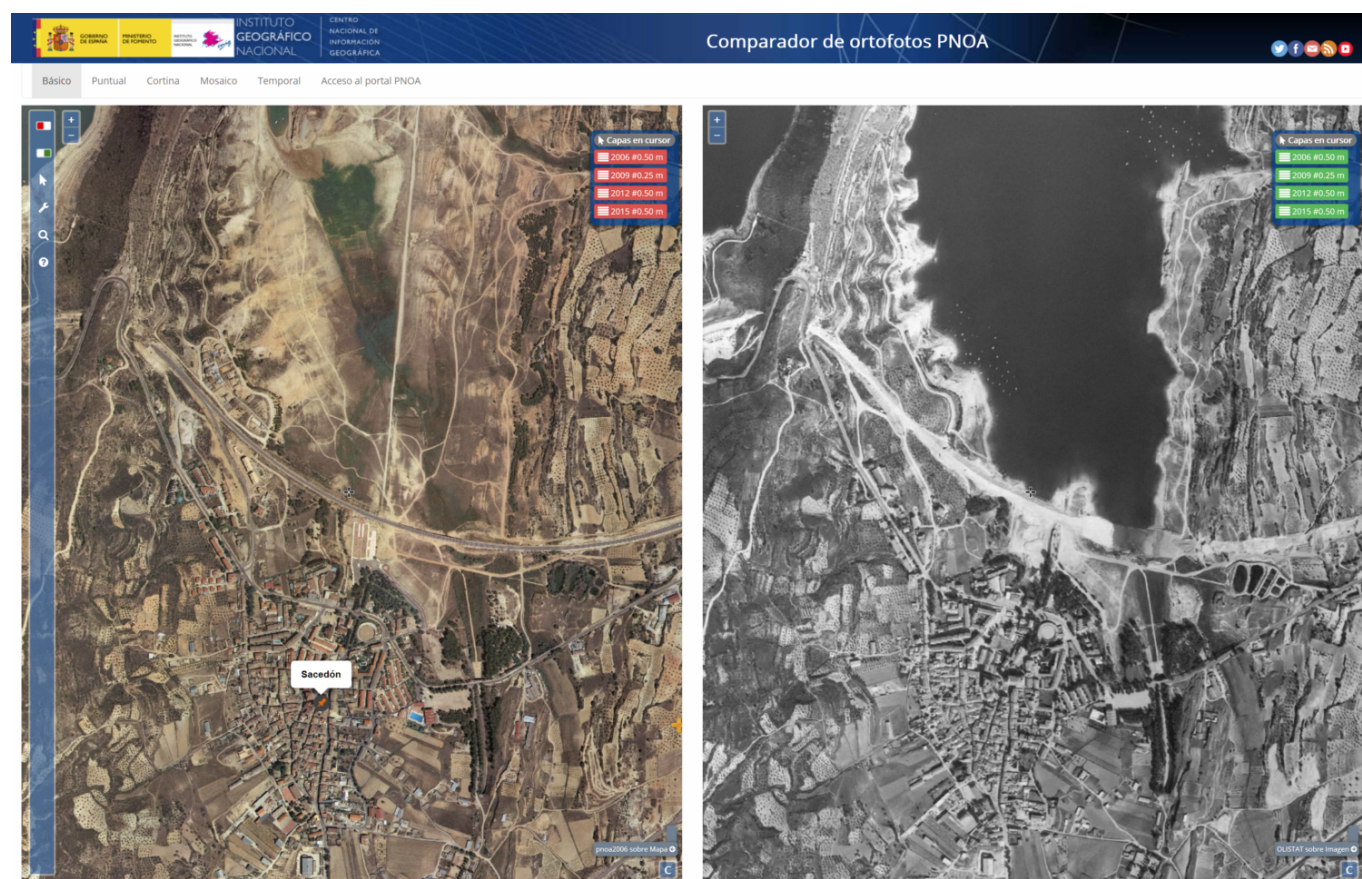 GOBIERNO
DE ESPAÑA
MINISTERIO
DE FOMENTO
INSTITUTO
GEOGRÁFICO
NACIONAL
INSTITUTO
GEOGRÁFICO
NACIONAL
CENTRO
NACIONAL DE
INFORMACIÓN
GEOGRÁFICA
Comparador de ortofotos PNOA
Básico
Puntual
Cortina
Mosaico
Temporal
Acceso al portal PNOA
+
−
Capas en cursor
2006 #0.50 m
2009 #0.25 m
2012 #0.50 m
2015 #0.50 m
Sacedón
pnoa2006 sobre Mapa
C
+
−
Capas en cursor
2006 #0.50 m
2009 #0.25 m
2012 #0.50 m
2015 #0.50 m
OLISTAT sobre Imagen
C